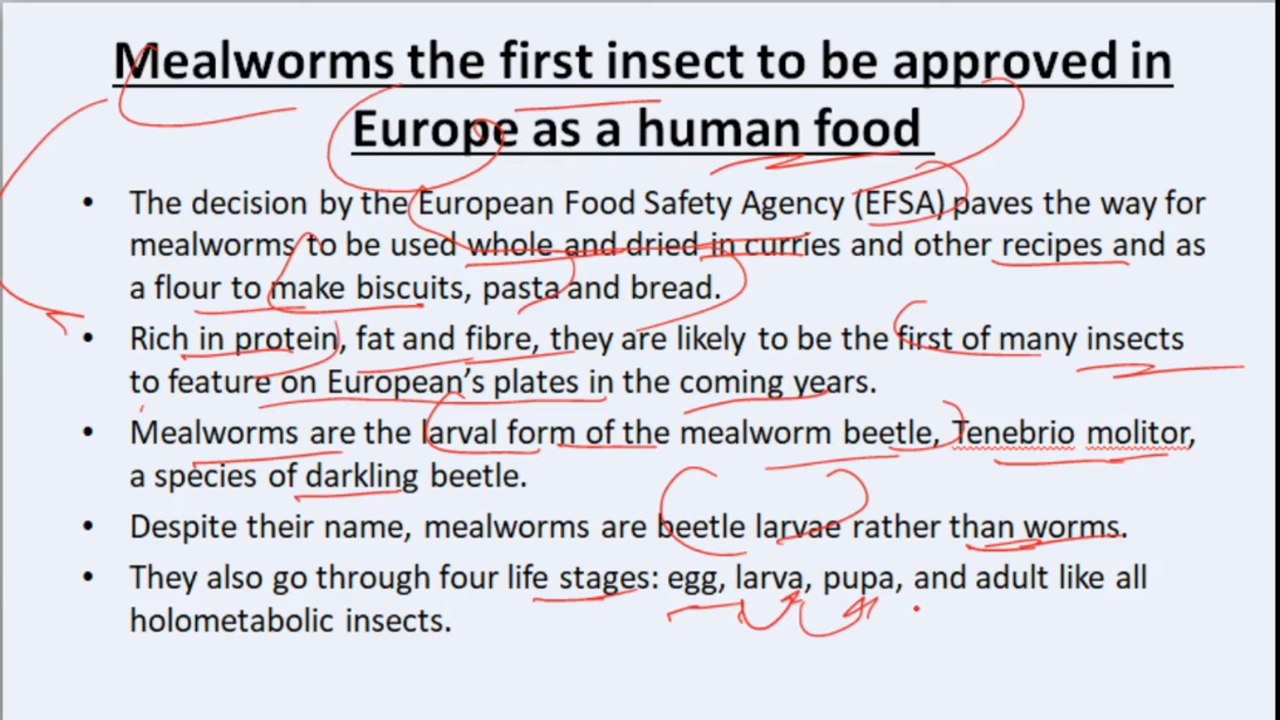 Mealworms the first insect to be approved in
Europe as a human food
• The decision by the European Food Safety Agency (EFSA) paves the way for
mealworms to be used whole and dried in curries and other recipes and as
a flour to make biscuits, pasta and bread.
• Rich in protein, fat and fibre, they are likely to be the first of many insects
to feature on European's plates in the coming years.
• Mealworms are the larval form of the mealworm beetle, Tenebrio molitor,
a species of darkling beetle.
• Despite their name, mealworms are beetle larvae rather than worms.
• They also go through four life stages: egg, larva, pupa, and adult like all
holometabolic insects.